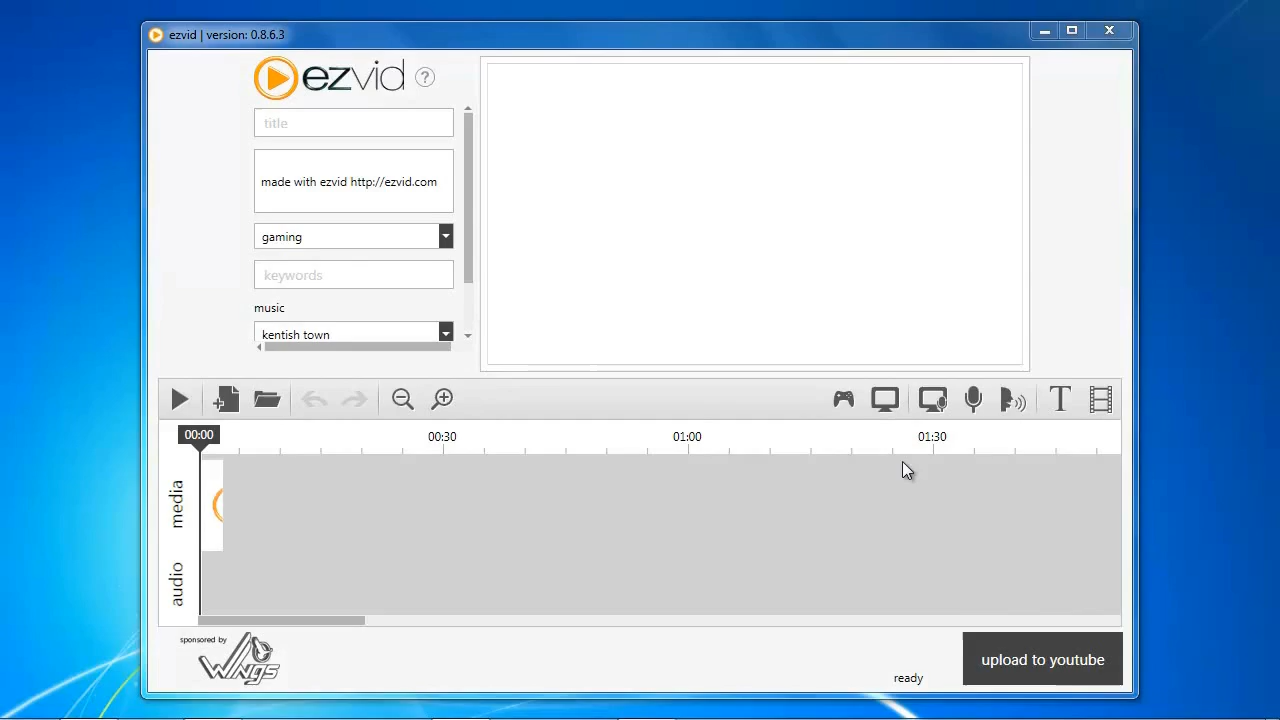 ezvid | version: 0.8.6.3
ezvid ?
title
made with ezvid http://ezvid.com
gaming
keywords
music
kentish town
T
00:00 00:30 01:00 01:30
media
audio
sponsored by
WINGS
ready
upload to youtube